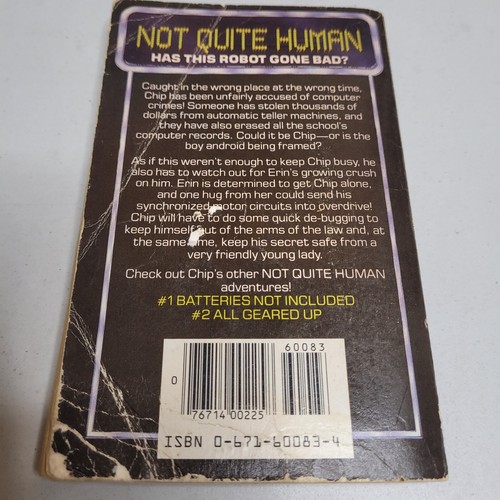 NOT QUITE HUMAN
HAS THIS ROBOT GONE BAD?
Caught in the wrong place at the wrong time,
Chip has been unfairly accused of computer
crimes! Someone has stolen thousands of
dollars from automatic teller machines, and
they have also erased all the school's
computer records. Could it be Chip—or is the
boy android being framed?
As if this weren't enough to keep Chip busy, he
also has to watch out for Erin's growing crush
on him. Erin is determined to get Chip alone,
and one hug from her could send his
synchronized motor circuits into overdrive!
Chip will have to do some quick de-bugging to
keep himself out of the arms of the law and, at
the same time, keep his secret safe from a
very friendly young lady.
Check out Chip's other NOT QUITE HUMAN
adventures!
#1 BATTERIES NOT INCLUDED
#2 ALL GEARED UP
60083
0
76714 00225
ISBN 0-671-60083-4